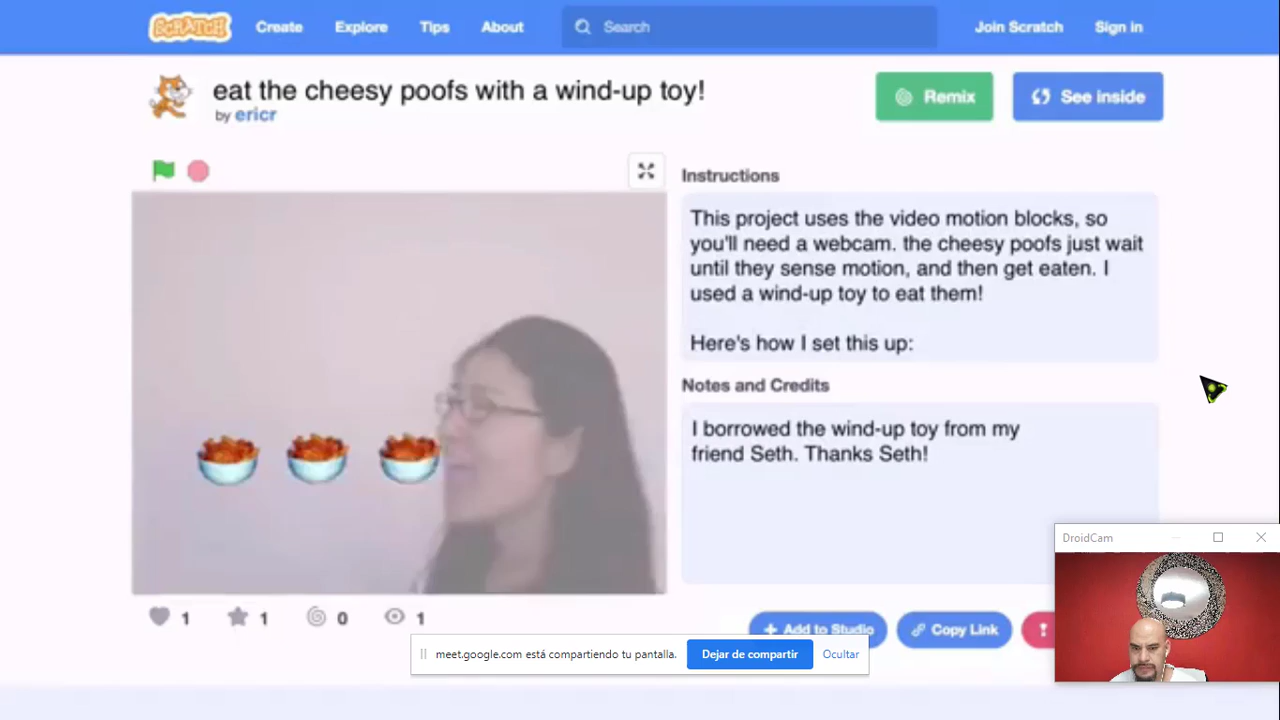 SCRATCH Create Explore Tips About Search Join Scratch Sign in
eat the cheesy poofs with a wind-up toy!
by ericr
Remix See inside
Instructions
This project uses the video motion blocks, so
you'll need a webcam. the cheesy poofs just wait
until they sense motion, and then get eaten. I
used a wind-up toy to eat them!
Here's how I set this up:
Notes and Credits
I borrowed the wind-up toy from my
friend Seth. Thanks Seth!
DroidCam
1 1 0 1
+ Add to Studio Copy Link
meet.google.com está compartiendo tu pantalla. Dejar de compartir Ocultar